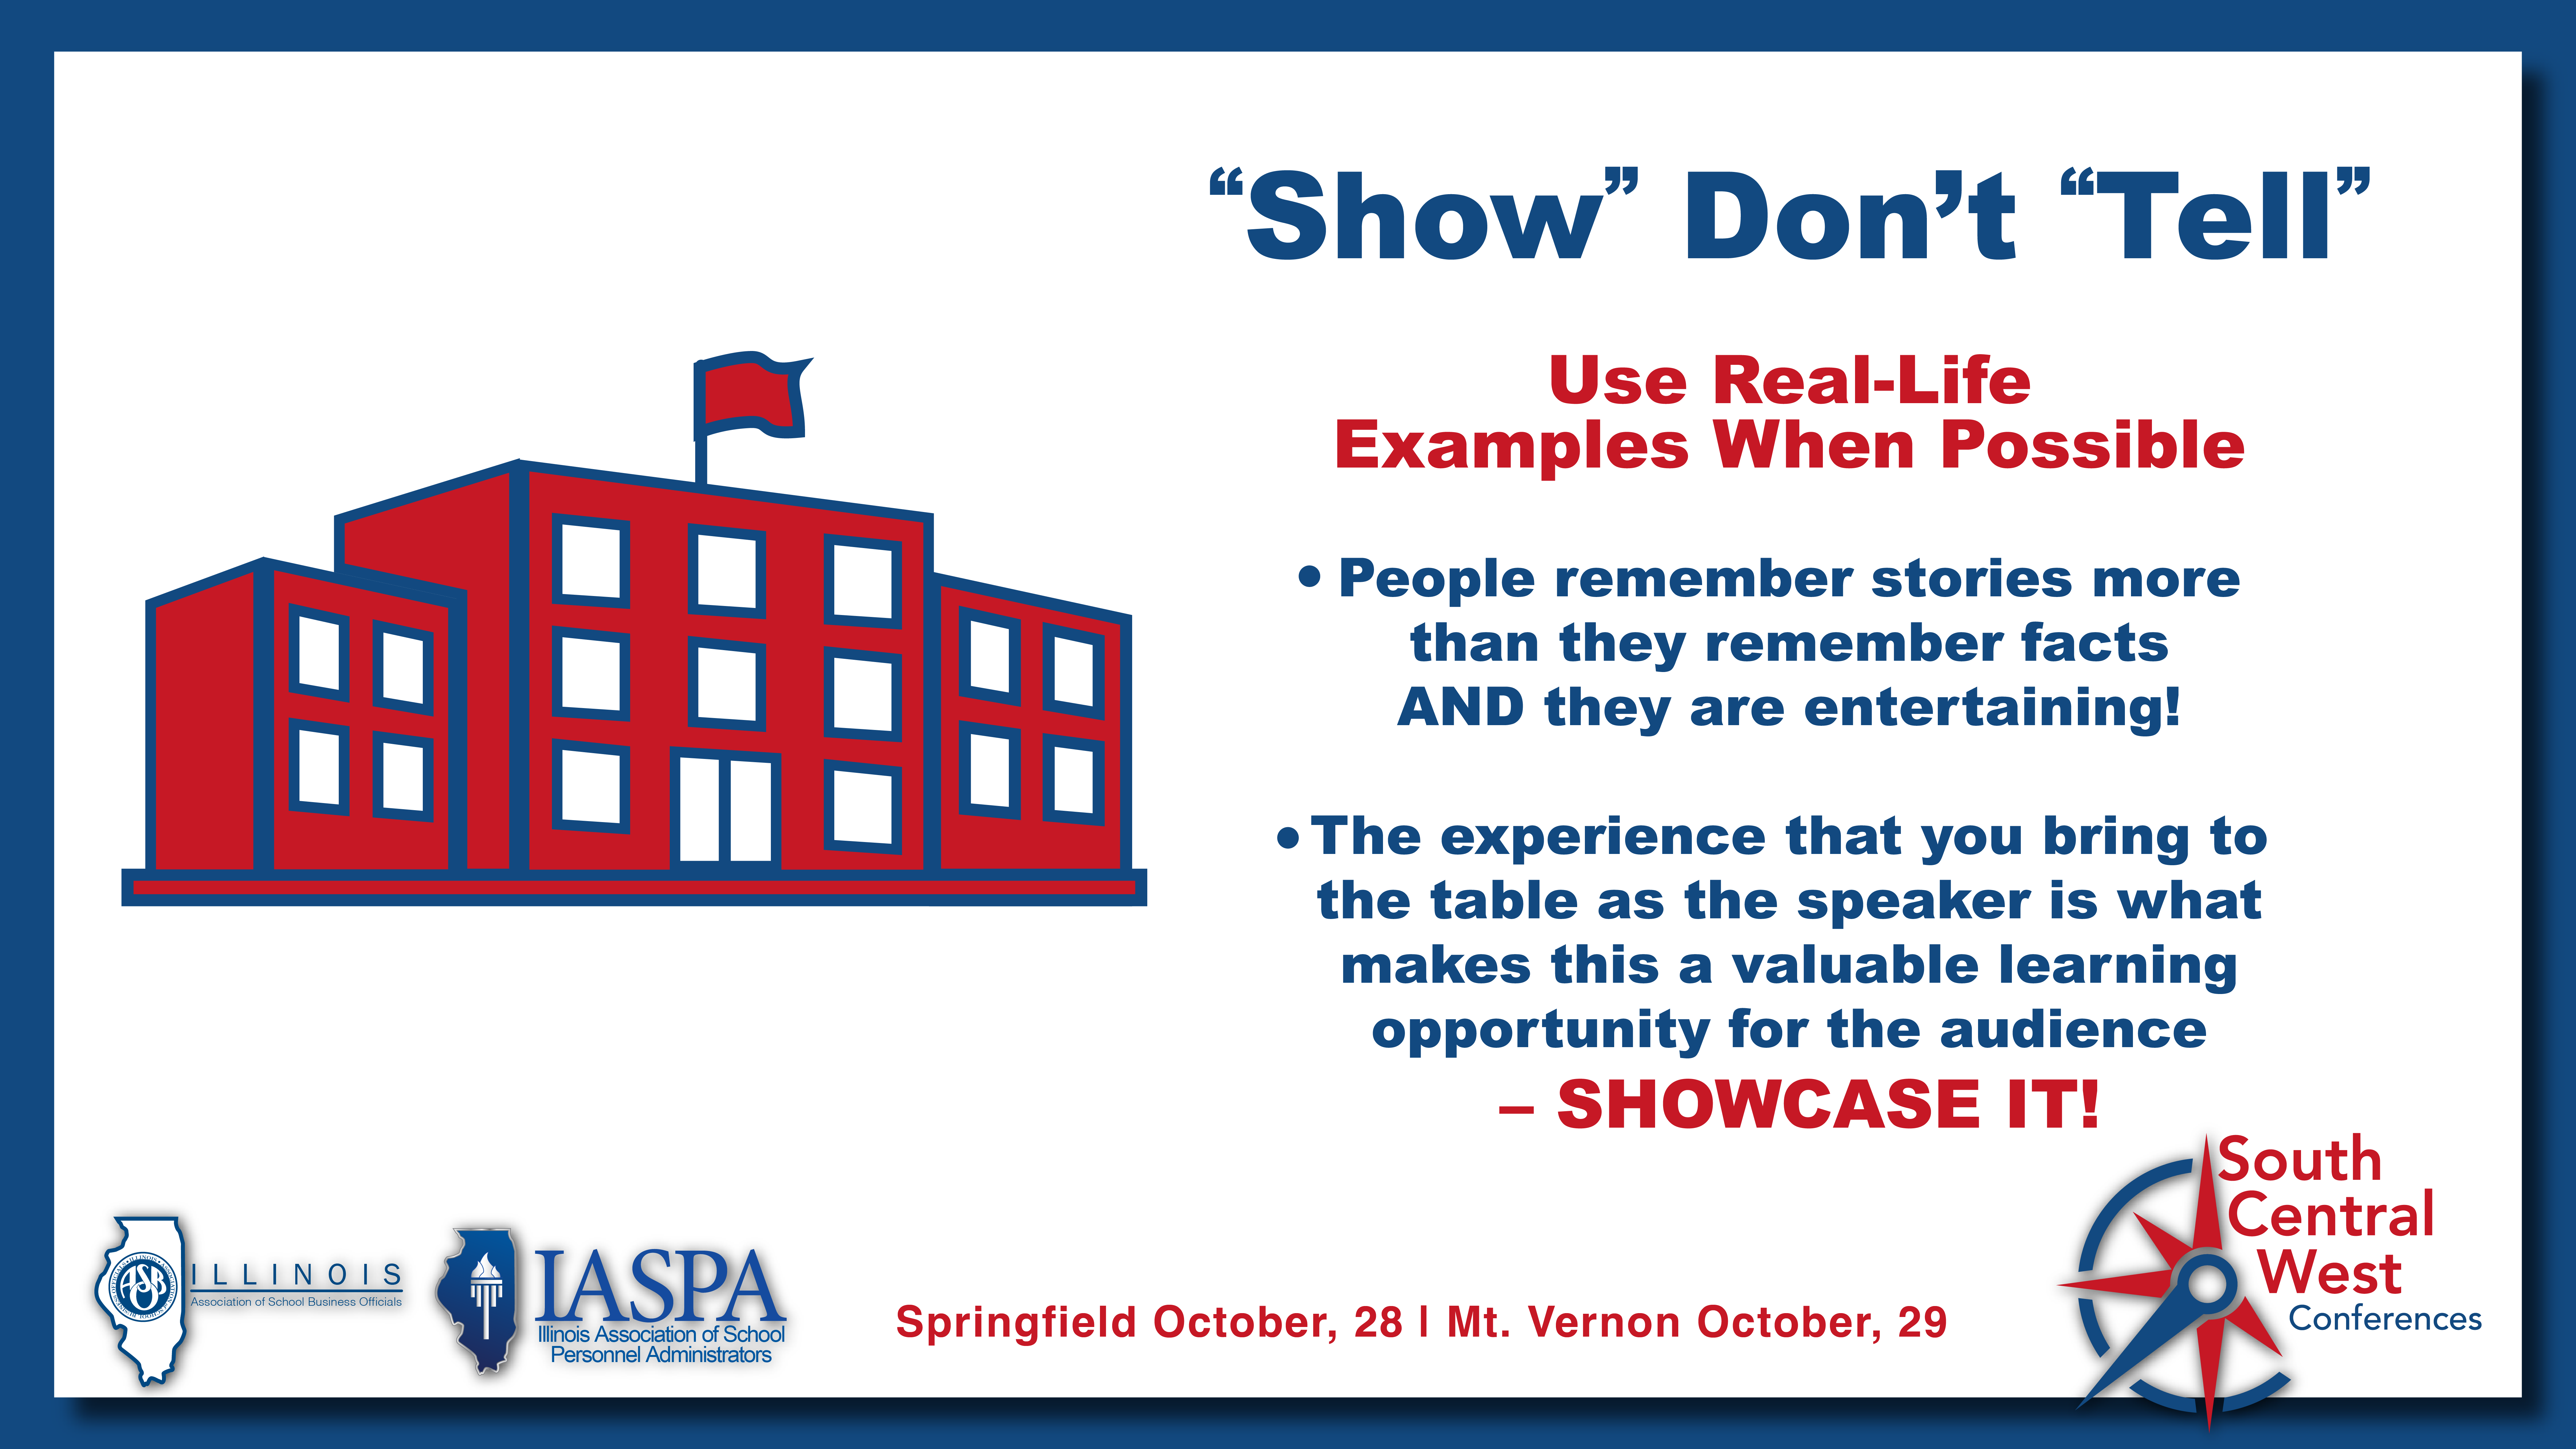 “Show” Don’t “Tell”
Use Real-Life
Examples When Possible
• People remember stories more
than they remember facts
AND they are entertaining!
• The experience that you bring to
the table as the speaker is what
makes this a valuable learning
opportunity for the audience
– SHOWCASE IT!
ASBO
ILLINOIS
Association of School Business Officials
IASPA
Illinois Association of School
Personnel Administrators
Springfield October, 28 | Mt. Vernon October, 29
South
Central
West
Conferences